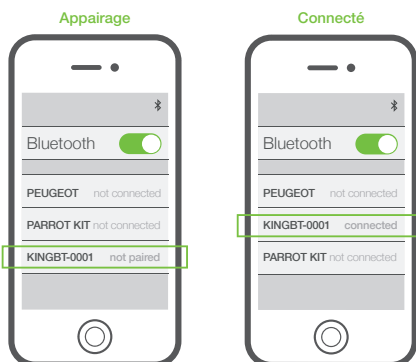 Appairage
Bluetooth
PEUGEOT not connected
PARROT KIT not connected
KINGBT-0001 not paired
Connecté
Bluetooth
PEUGEOT not connected
KINGBT-0001 connected
PARROT KIT not connected